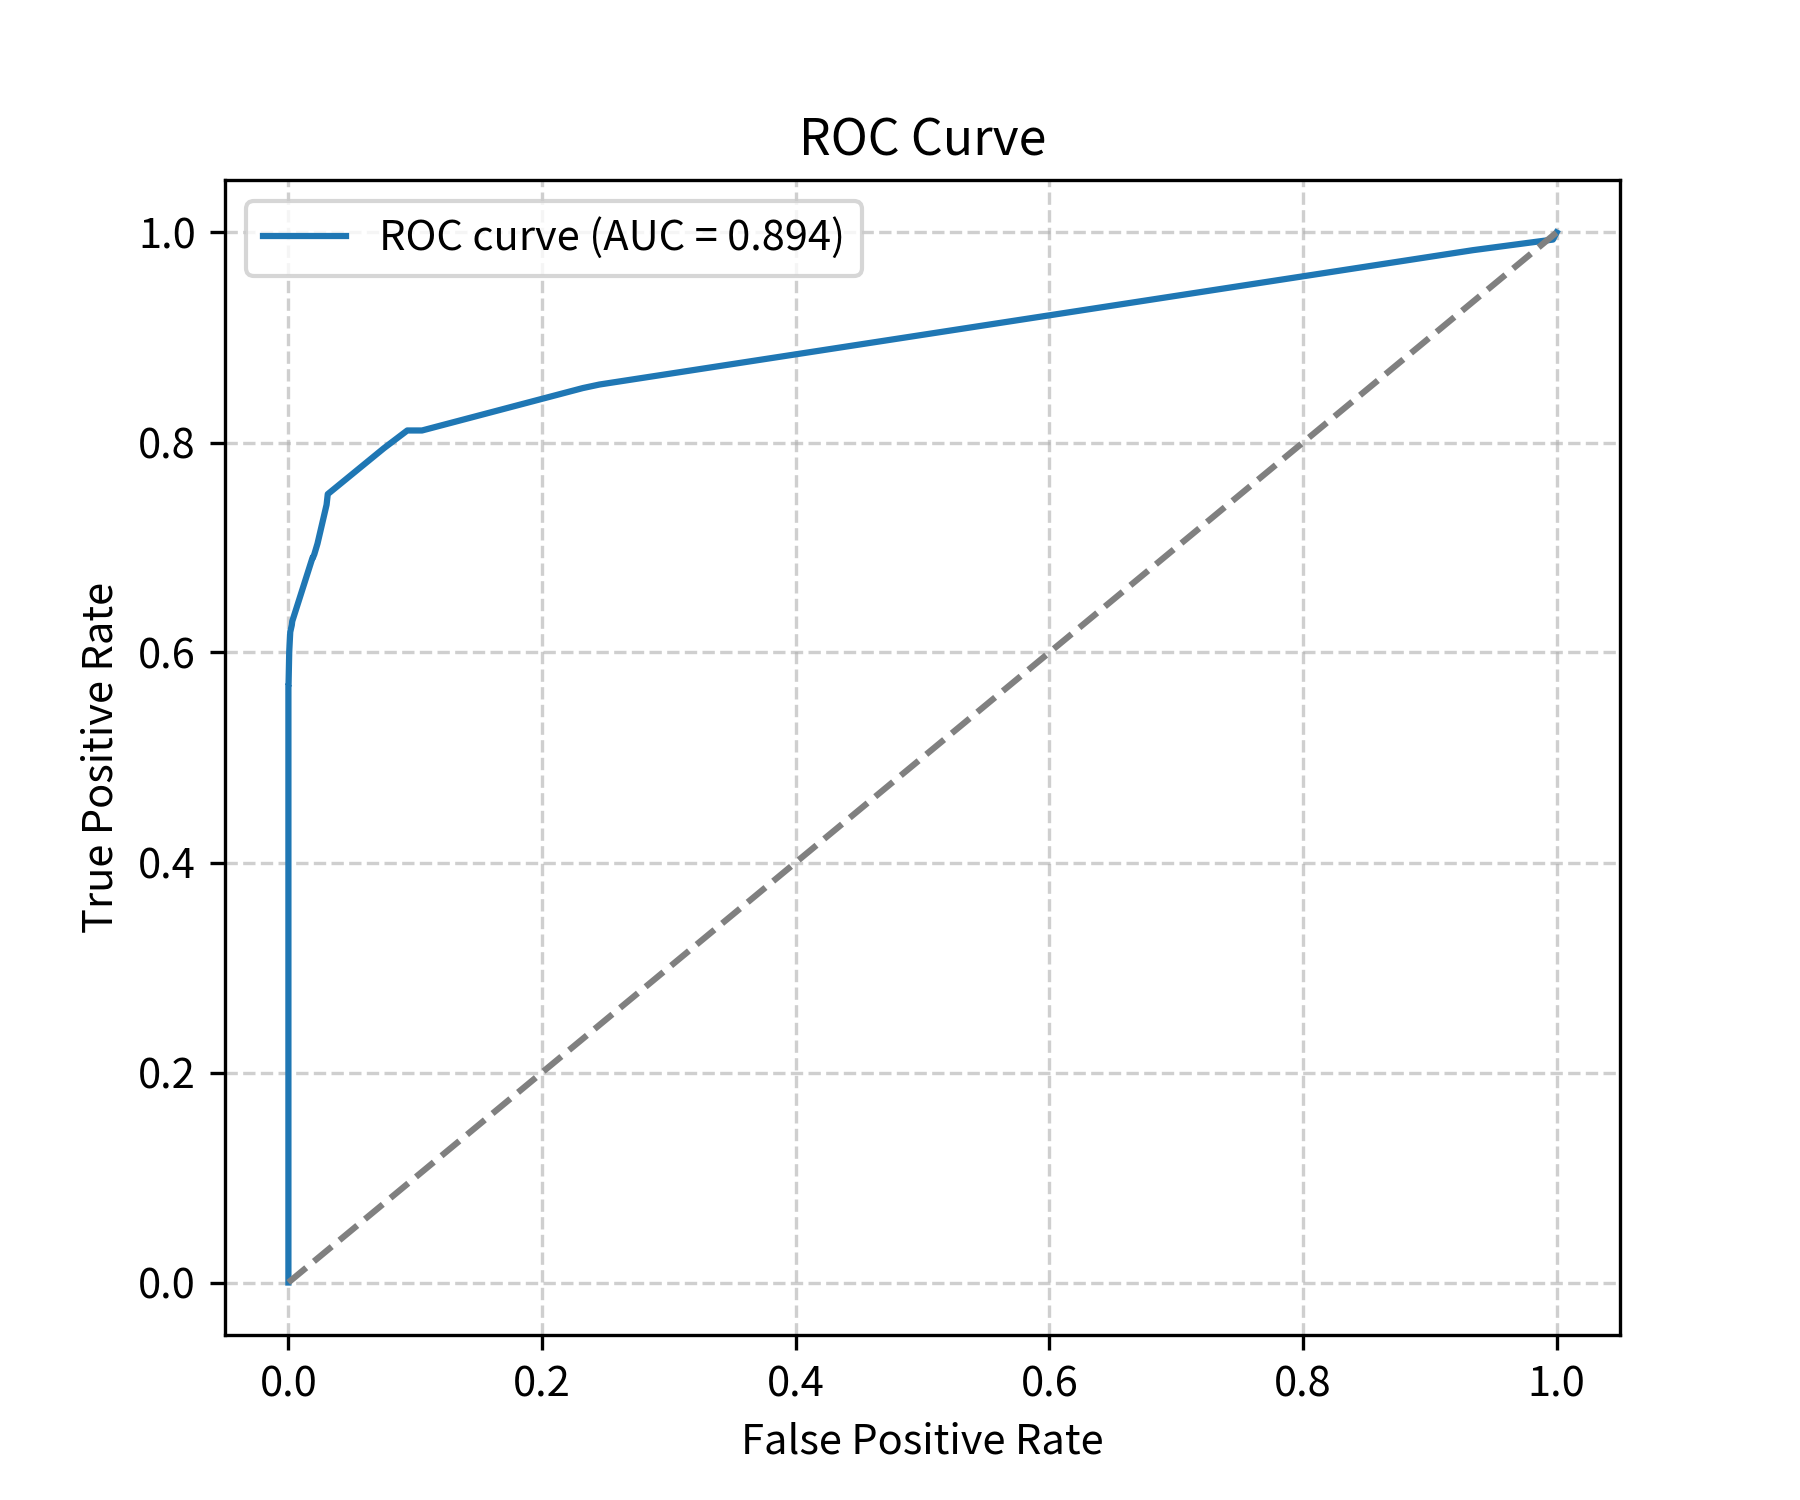 ROC Curve
ROC curve (AUC = 0.894)
1.0
0.8
0.6
0.4
0.2
0.0
True Positive Rate
0.0 0.2 0.4 0.6 0.8 1.0
False Positive Rate